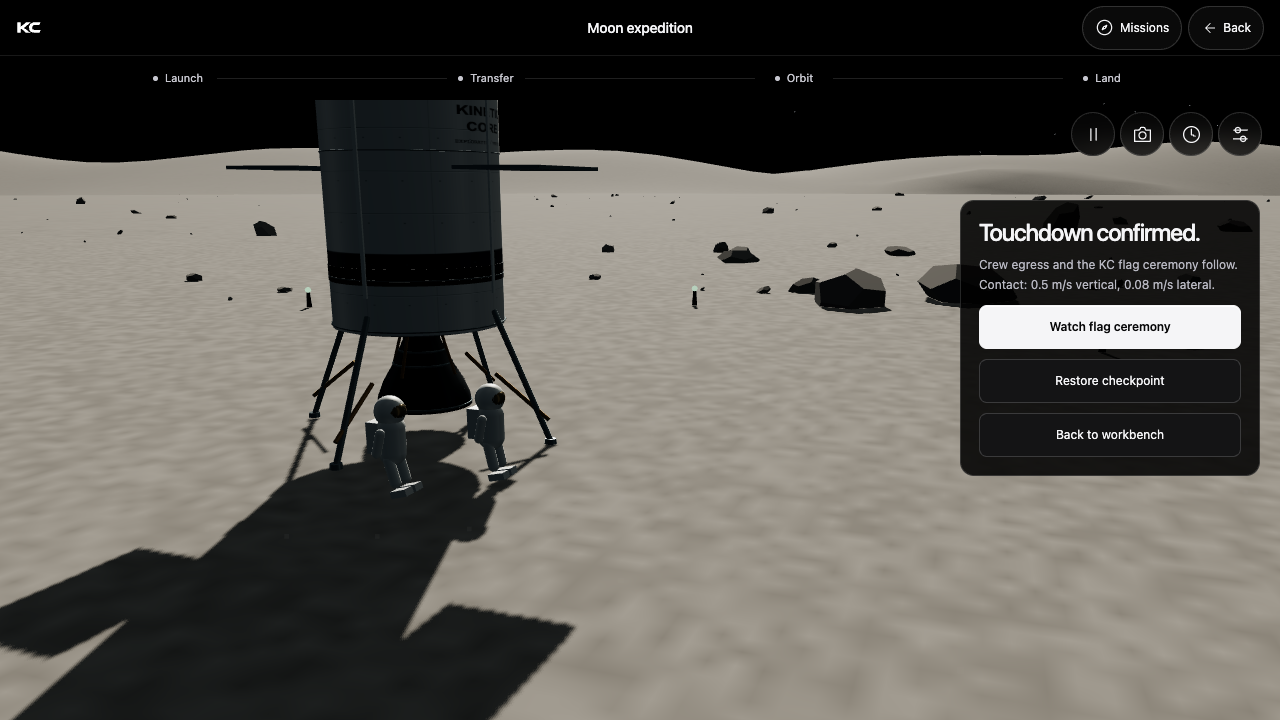 KC
Moon expedition
Missions
Back
Launch
Transfer
Orbit
Land
Touchdown confirmed.
Crew egress and the KC flag ceremony follow.
Contact: 0.5 m/s vertical, 0.08 m/s lateral.
Watch flag ceremony
Restore checkpoint
Back to workbench